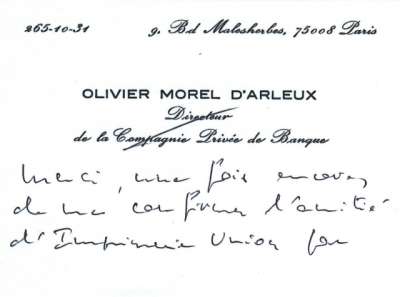 265-10-31 9. Bd Malesherbes, 75008 Paris
OLIVIER MOREL D'ARLEUX
Directeur
de la Compagnie Privée de Banque
Merci, une fois encore,
de me confirmer l'amitié
d'Imprimerie Union par